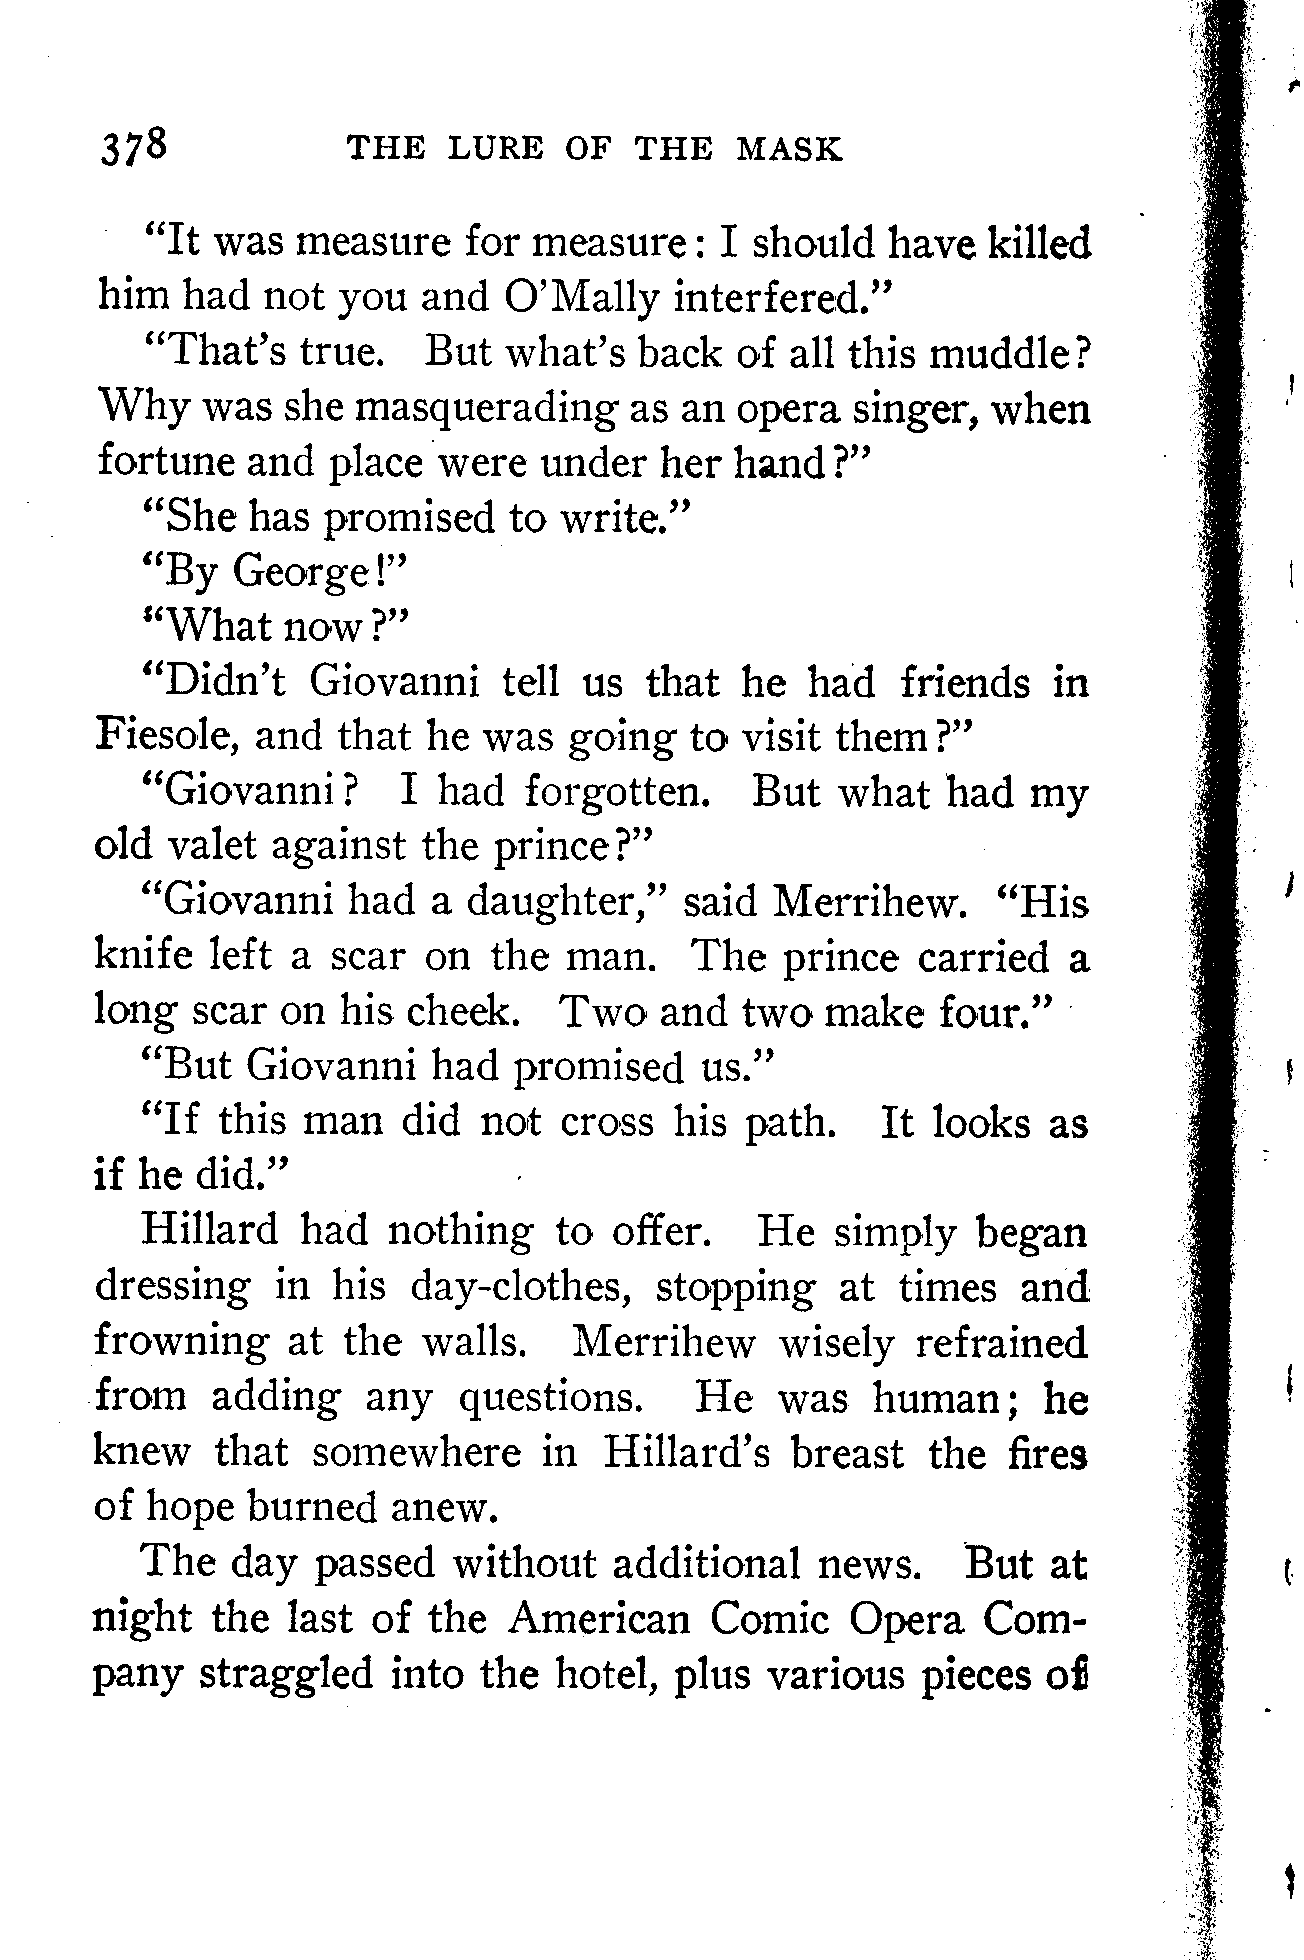 378 THE LURE OF THE MASK
“It was measure for measure: I should have killed
him had not you and O’Mally interfered.”
“That’s true. But what’s back of all this muddle?
Why was she masquerading as an opera singer, when
fortune and place were under her hand?”
“She has promised to write.”
“By George!”
“What now?”
“Didn’t Giovanni tell us that he had friends in
Fiesole, and that he was going to visit them?”
“Giovanni? I had forgotten. But what had my
old valet against the prince?”
“Giovanni had a daughter,” said Merrihew. “His
knife left a scar on the man. The prince carried a
long scar on his cheek. Two and two make four.”
“But Giovanni had promised us.”
“If this man did not cross his path. It looks as
if he did.”
Hillard had nothing to offer. He simply began
dressing in his day-clothes, stopping at times and
frowning at the walls. Merrihew wisely refrained
from adding any questions. He was human; he
knew that somewhere in Hillard’s breast the fires
of hope burned anew.
The day passed without additional news. But at
night the last of the American Comic Opera Com-
pany straggled into the hotel, plus various pieces of